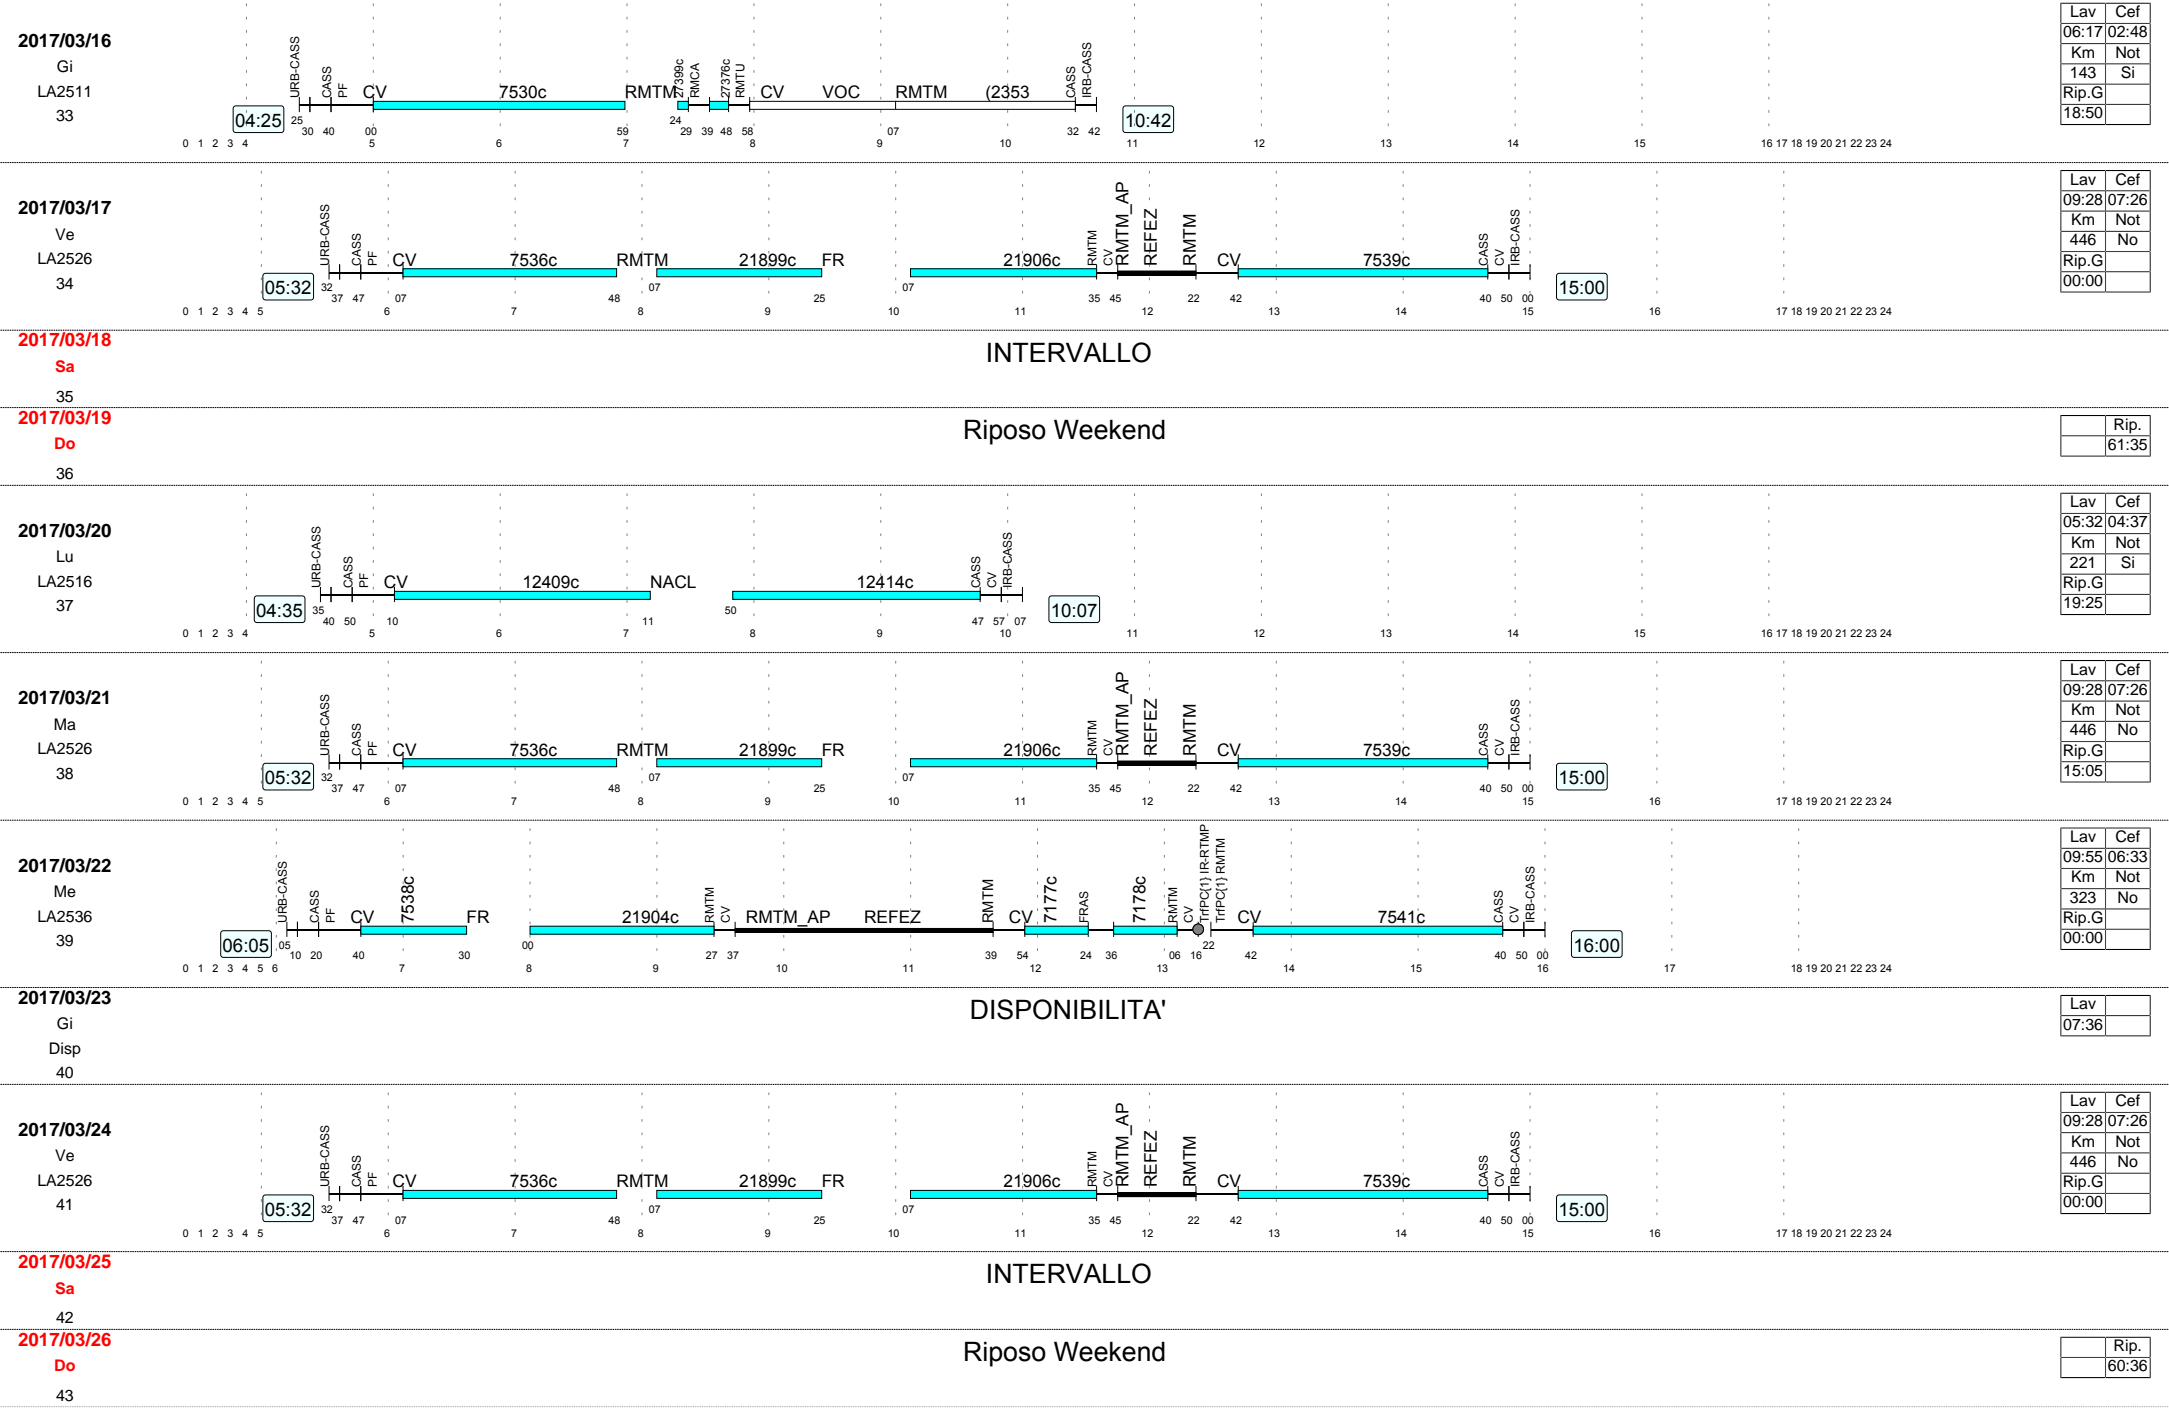 2017/03/16
Gi
LA2511
33
04:25
URB-CASS CASS PF CV 7530c RMTM 27399c RMCA 27376c RMTU CV VOC RMTM (2353 CASS IRB-CASS
25 30 40 00 59 24 29 39 48 58 07 32 42
10:42
0 1 2 3 4 5 6 7 8 9 10 11 12 13 14 15 16 17 18 19 20 21 22 23 24
Lav Cef
06:17 02:48
Km Not
143 Si
Rip.G
18:50
2017/03/17
Ve
LA2526
34
05:32
URB-CASS CASS PF CV 7536c RMTM 21899c FR 21906c RMTM CV RMTM_AP REFEZ RMTM CV 7539c CASS CV IRB-CASS
32 37 47 07 48 07 25 07 35 45 22 42 40 50 00
15:00
0 1 2 3 4 5 6 7 8 9 10 11 12 13 14 15 16 17 18 19 20 21 22 23 24
Lav Cef
09:28 07:26
Km Not
446 No
Rip.G
00:00
2017/03/18
Sa
35
INTERVALLO
2017/03/19
Do
36
Riposo Weekend
Rip.
61:35
2017/03/20
Lu
LA2516
37
04:35
URB-CASS CASS PF CV 12409c NACL 12414c CASS CV IRB-CASS
35 40 50 10 11 50 47 57 07
10:07
0 1 2 3 4 5 6 7 8 9 10 11 12 13 14 15 16 17 18 19 20 21 22 23 24
Lav Cef
05:32 04:37
Km Not
221 Si
Rip.G
19:25
2017/03/21
Ma
LA2526
38
05:32
URB-CASS CASS PF CV 7536c RMTM 21899c FR 21906c RMTM CV RMTM_AP REFEZ RMTM CV 7539c CASS CV IRB-CASS
32 37 47 07 48 07 25 07 35 45 22 42 40 50 00
15:00
0 1 2 3 4 5 6 7 8 9 10 11 12 13 14 15 16 17 18 19 20 21 22 23 24
Lav Cef
09:28 07:26
Km Not
446 No
Rip.G
15:05
2017/03/22
Me
LA2536
39
06:05
URB-CASS CASS PF CV 7538c FR 21904c RMTM CV RMTM_AP REFEZ RMTM CV 7177c FRAS 7178c RMTM CV TrfPC(1) IR-RTMP TrfPC(1) RMTM CV 7541c CASS CV IRB-CASS
05 10 20 40 30 00 27 37 39 54 24 36 06 16 22 42 40 50 00
16:00
0 1 2 3 4 5 6 7 8 9 10 11 12 13 14 15 16 17 18 19 20 21 22 23 24
Lav Cef
09:55 06:33
Km Not
323 No
Rip.G
00:00
2017/03/23
Gi
Disp
40
DISPONIBILITA'
Lav
07:36
2017/03/24
Ve
LA2526
41
05:32
URB-CASS CASS PF CV 7536c RMTM 21899c FR 21906c RMTM CV RMTM_AP REFEZ RMTM CV 7539c CASS CV IRB-CASS
32 37 47 07 48 07 25 07 35 45 22 42 40 50 00
15:00
0 1 2 3 4 5 6 7 8 9 10 11 12 13 14 15 16 17 18 19 20 21 22 23 24
Lav Cef
09:28 07:26
Km Not
446 No
Rip.G
00:00
2017/03/25
Sa
42
INTERVALLO
2017/03/26
Do
43
Riposo Weekend
Rip.
60:36